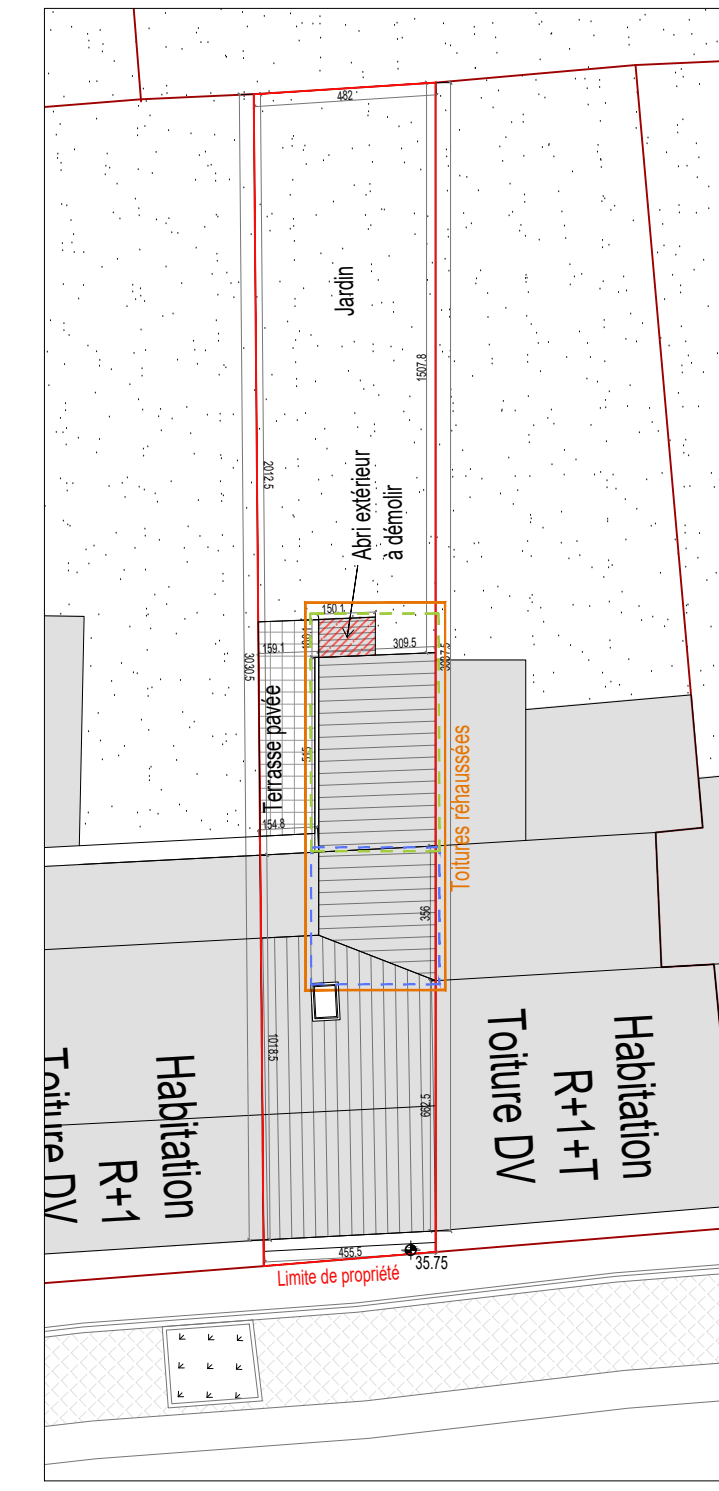 482
Jardin
1507.8
2012.5
Abri extérieur
à démolir
150.1
309.5
159.1
3030.5
Terrasse pavée
515
154.8
Toitures réhaussées
356
1018.5
662.5
Habitation
R+1
Toiture DV
Habitation
R+1+T
Toiture DV
455.5
35.75
Limite de propriété